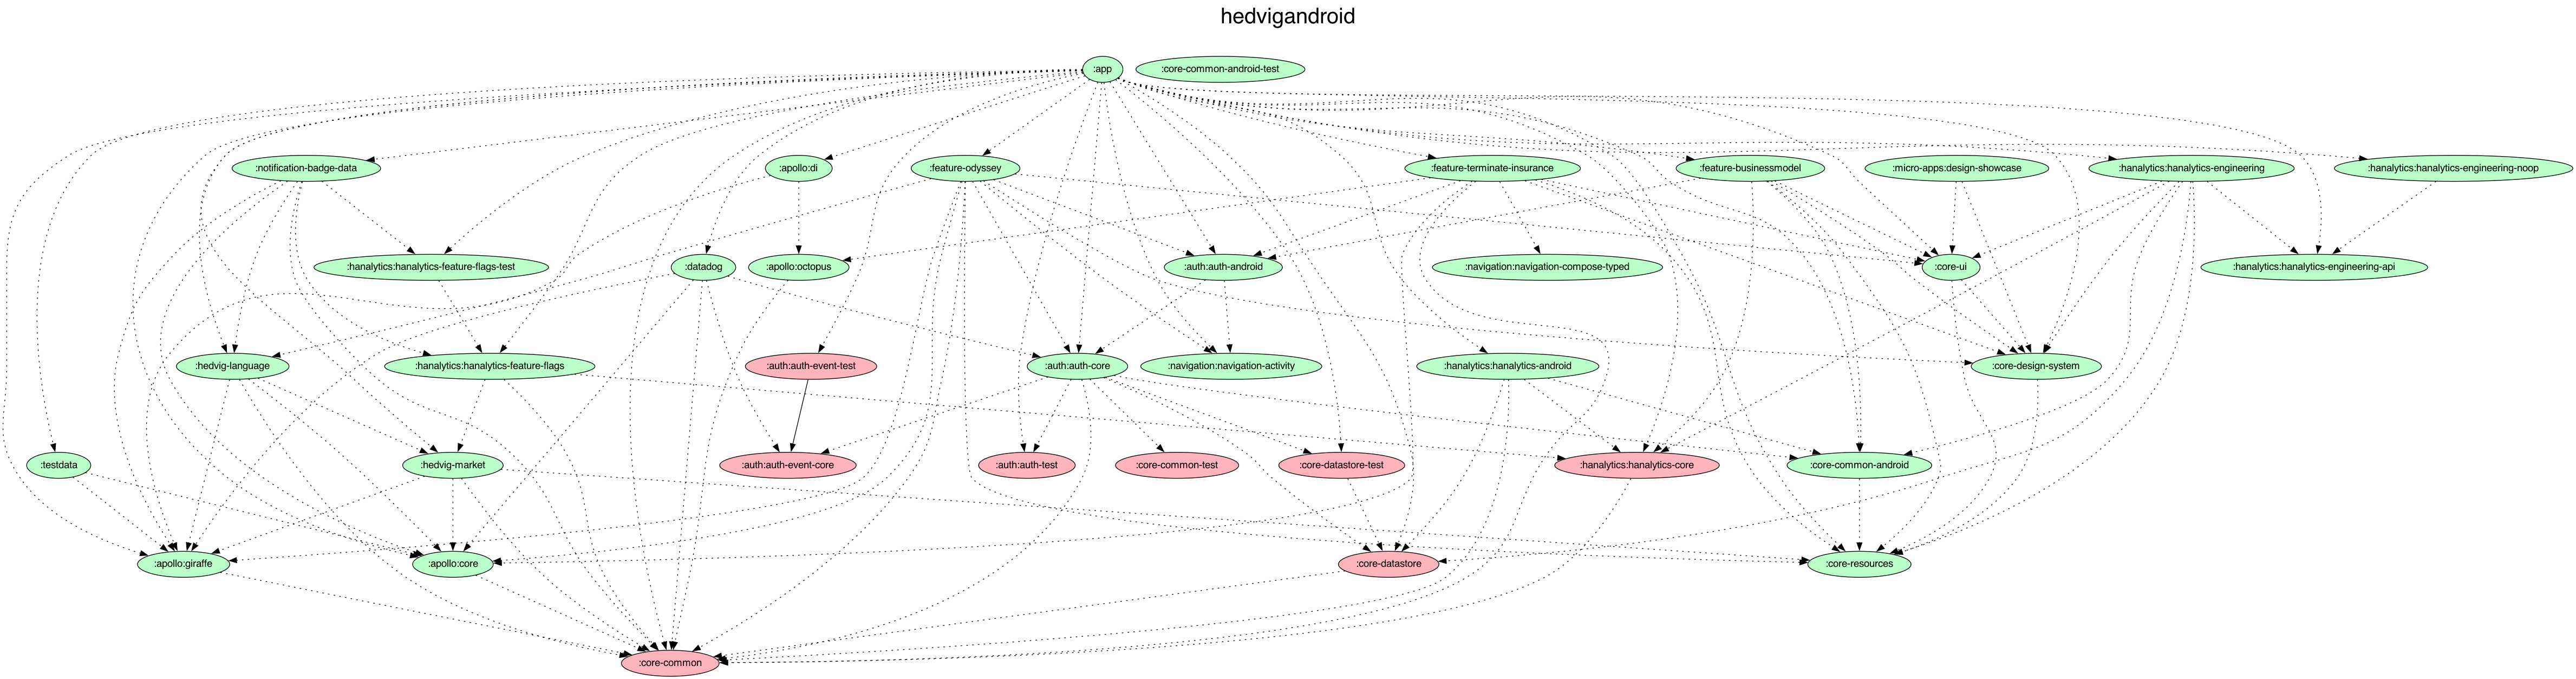 hedvigandroid
:app
:core-common-android-test
:notification-badge-data
:apollo:di
:feature-odyssey
:feature-terminate-insurance
:feature-businessmodel
:micro-apps:design-showcase
:hanalytics:hanalytics-engineering
:hanalytics:hanalytics-engineering-noop
:hanalytics:hanalytics-feature-flags-test
:datadog
:apollo:octopus
:auth:auth-android
:navigation:navigation-compose-typed
:core-ui
:hanalytics:hanalytics-engineering-api
:hedvig-language
:hanalytics:hanalytics-feature-flags
:auth:auth-event-test
:auth:auth-core
:navigation:navigation-activity
:hanalytics:hanalytics-android
:core-design-system
:testdata
:hedvig-market
:auth:auth-event-core
:auth:auth-test
:core-common-test
:core-datastore-test
:hanalytics:hanalytics-core
:core-common-android
:apollo:giraffe
:apollo:core
:core-datastore
:core-resources
:core-common